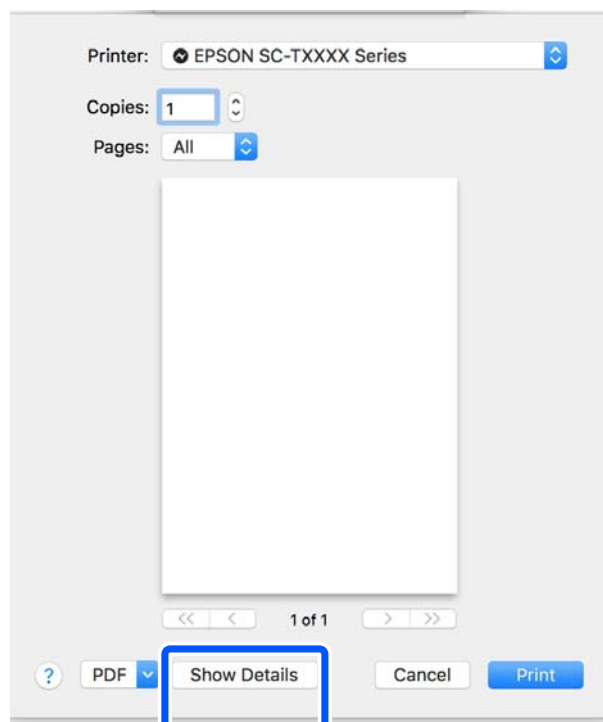 Printer: EPSON SC-TXXXX Series
Copies: 1
Pages: All
<< < 1 of 1 > >>
? PDF Show Details Cancel Print